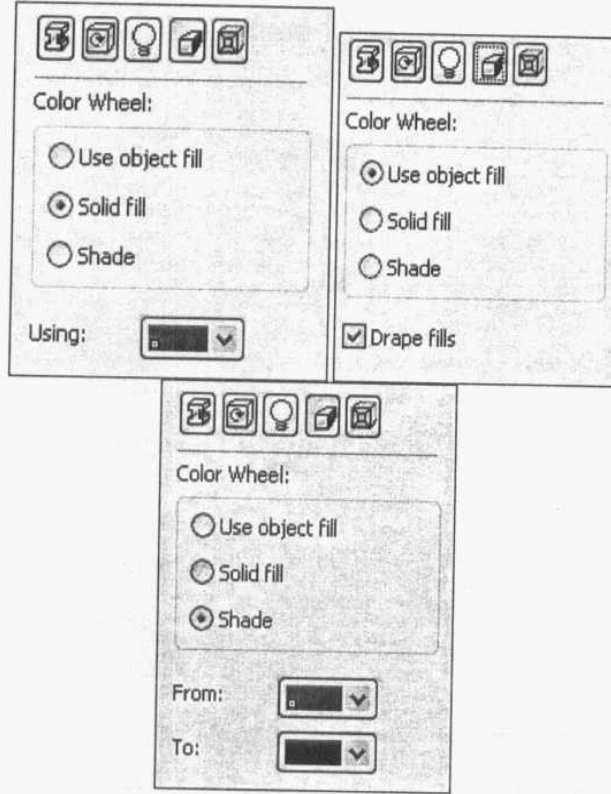 Color Wheel:
Use object fill
Solid fill
Shade
Using:
Color Wheel:
Use object fill
Solid fill
Shade
Drape fills
Color Wheel:
Use object fill
Solid fill
Shade
From:
To: